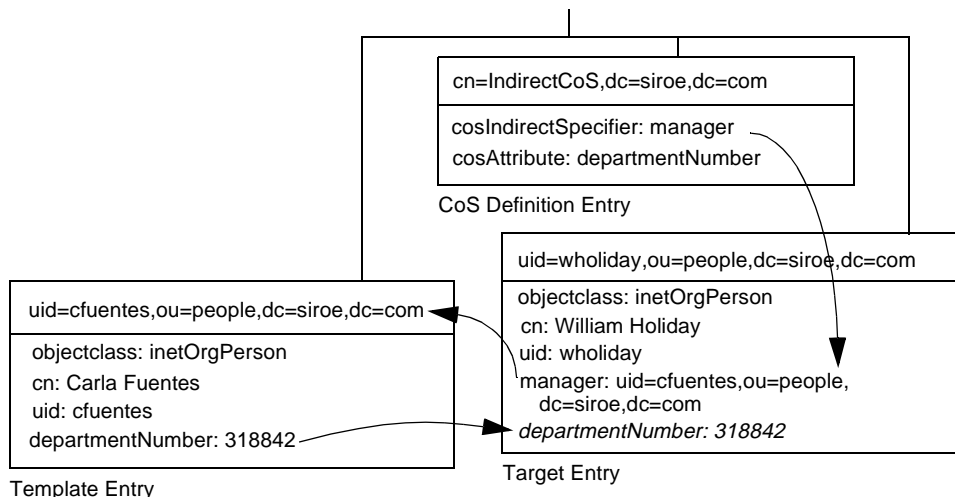 cn=IndirectCoS,dc=siroe,dc=com
cosIndirectSpecifier: manager
cosAttribute: departmentNumber
CoS Definition Entry
uid=wholiday,ou=people,dc=siroe,dc=com
objectclass: inetOrgPerson
cn: William Holiday
uid: wholiday
manager: uid=cfuentes,ou=people,
dc=siroe,dc=com
departmentNumber: 318842
Target Entry
uid=cfuentes,ou=people,dc=siroe,dc=com
objectclass: inetOrgPerson
cn: Carla Fuentes
uid: cfuentes
departmentNumber: 318842
Template Entry